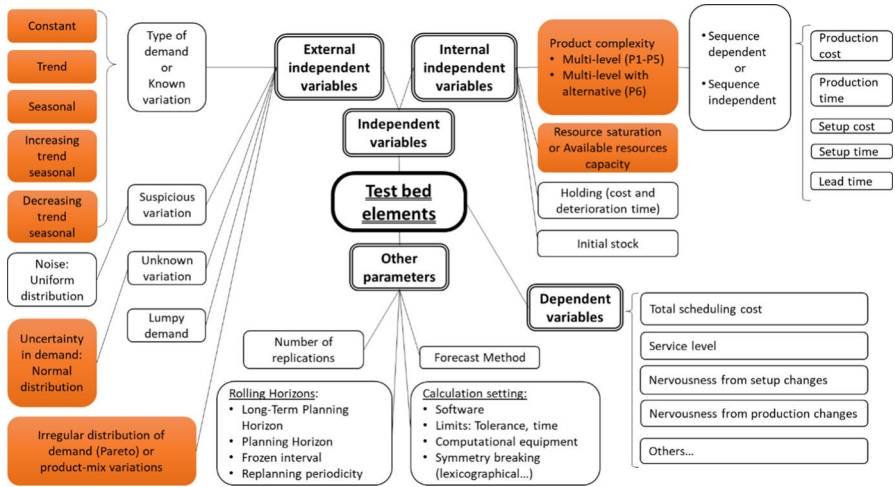 Constant
Trend
Seasonal
Increasing
trend
seasonal
Decreasing
trend
seasonal
Type of
demand
or
Known
variation
External
independent
variables
Internal
independent
variables
Independent
variables
Product complexity
• Multi-level (P1-P5)
• Multi-level with
alternative (P6)
• Sequence
dependent
or
• Sequence
independent
Production
cost
Production
time
Setup cost
Setup time
Lead time
Resource saturation
or Available resources
capacity
Holding (cost and
deterioration time)
Initial stock
Test bed
elements
Suspicious
variation
Noise:
Uniform
distribution
Unknown
variation
Uncertainty
in demand:
Normal
distribution
Lumpy
demand
Irregular distribution of
demand (Pareto) or
product-mix variations
Other
parameters
Number of
replications
Forecast Method
Rolling Horizons:
• Long-Term Planning
Horizon
• Planning Horizon
• Frozen interval
• Replanning periodicity
Calculation setting:
• Software
• Limits: Tolerance, time
• Computational equipment
• Symmetry breaking
(lexicographical...)
Dependent
variables
Total scheduling cost
Service level
Nervousness from setup changes
Nervousness from production changes
Others...